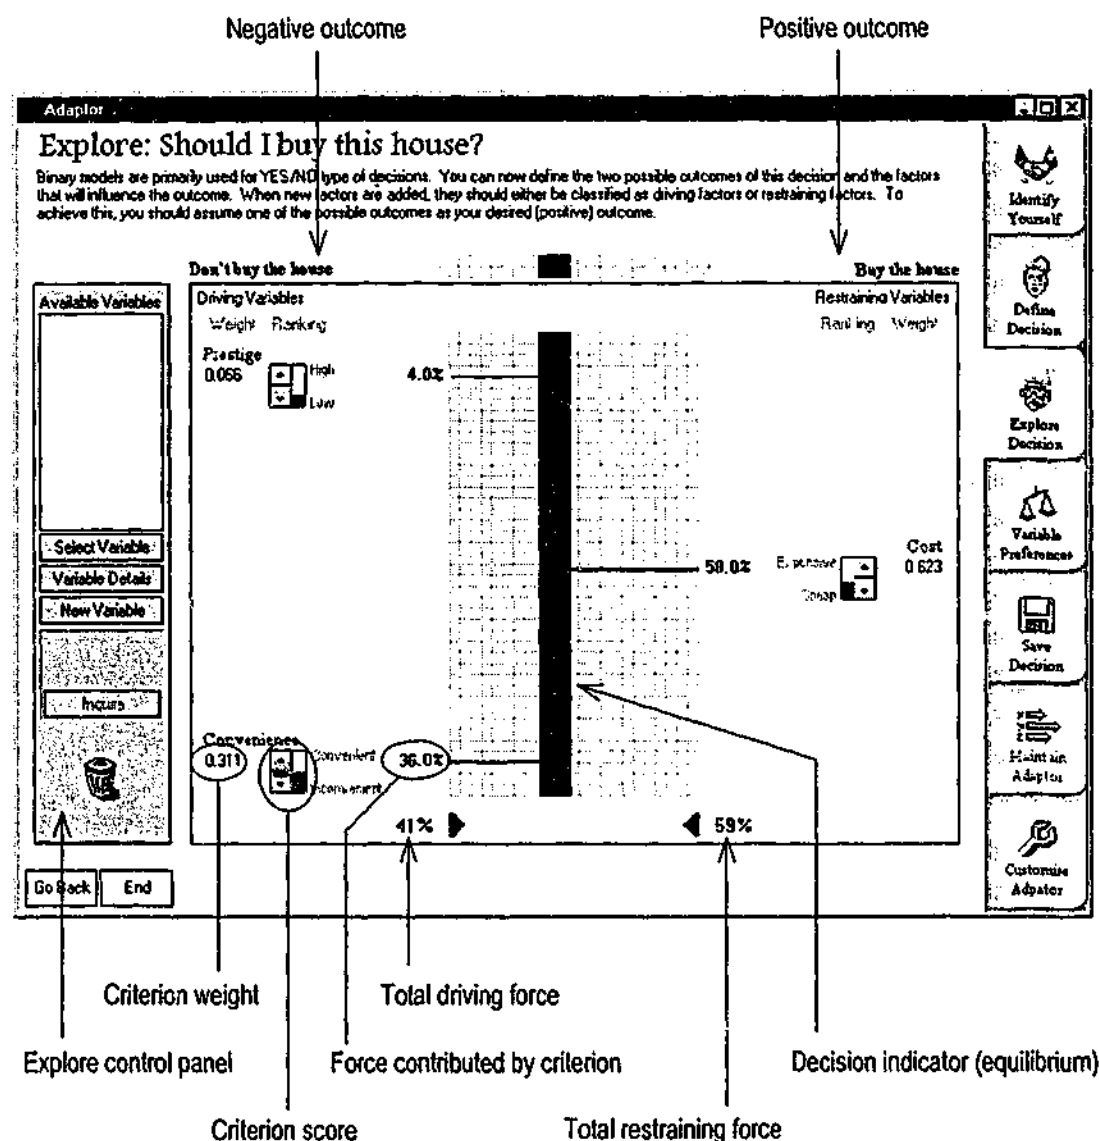 Negative outcome
Positive outcome
Adaptor
Explore: Should I buy this house?
Binary models are primarily used for YES/NO type of decisions. You can now define the two possible outcomes of this decision and the factors
that will influence the outcome. When new factors are added, they should either be classified as driving factors or restraining factors. To
achieve this, you should assume one of the possible outcomes as your desired (positive) outcome.
Identify
Yourself
Define
Decision
Explore
Decision
Variable
Preferences
Save
Decision
Maintain
Adaptor
Customise
Adpator
Don't buy the house
Buy the house
Available Variables
Driving Variables
Restraining Variables
Weight Ranking
Ranking Weight
Prestige
0.066
High
Low
4.0%
Select Variable
Variable Details
New Variable
58.0%
Expensive
Cheap
Cost
0.623
Convenience
0.311
Convenient
Inconvenient
36.0%
41%
59%
Go Back
End
Criterion weight
Total driving force
Explore control panel
Force contributed by criterion
Decision indicator (equilibrium)
Criterion score
Total restraining force